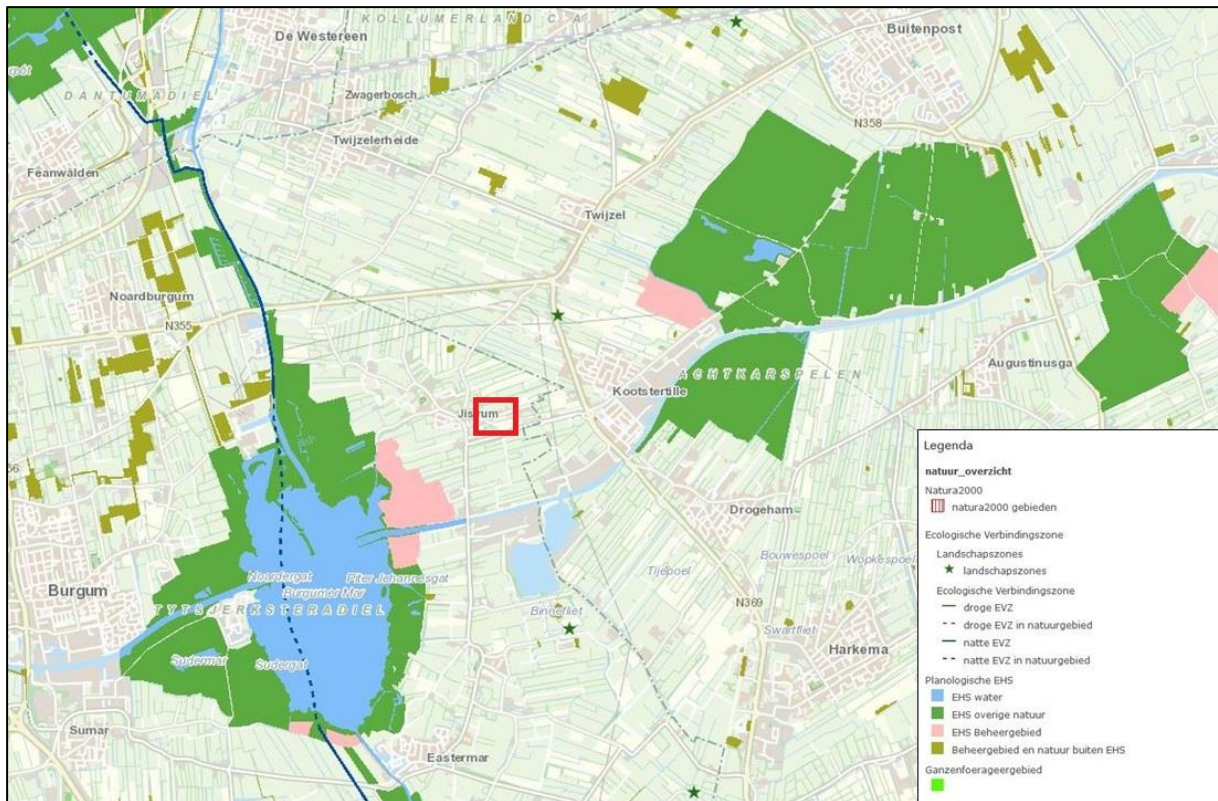 KOLLUMERLAND C.A.
De Westereen
Buitenpost
DANTUMADIEL
Zwagerbosch
Twijzelerheide
N358
Feanwâlden
Twijzel
Noardburgum
N355
Augustinusga
ACHTKARSPELEN
Kootstertille
Jistrum
Legenda
natuur_overzicht
Natura2000
natura2000 gebieden
Ecologische Verbindingzone
Landschapszones
landschapszones
Ecologische Verbindingzone
droge EVZ
droge EVZ in natuurgebied
natte EVZ
natte EVZ in natuurgebied
Planologische EHS
EHS water
EHS overige natuur
EHS Beheergebied
Beheergebied en natuur buiten EHS
Ganzenfoerageergebied
Drogeham
Bouwespoel
Wopkespoel
Tijepoel
Noardergat
Piter Jehannesgat
Burgum
Burgumer Mar
TYTSJERKSTERADIEL
Binnefliet
N369
Swartfliet
Harkema
Sudermar
Sudergat
Sumar
Eastermar